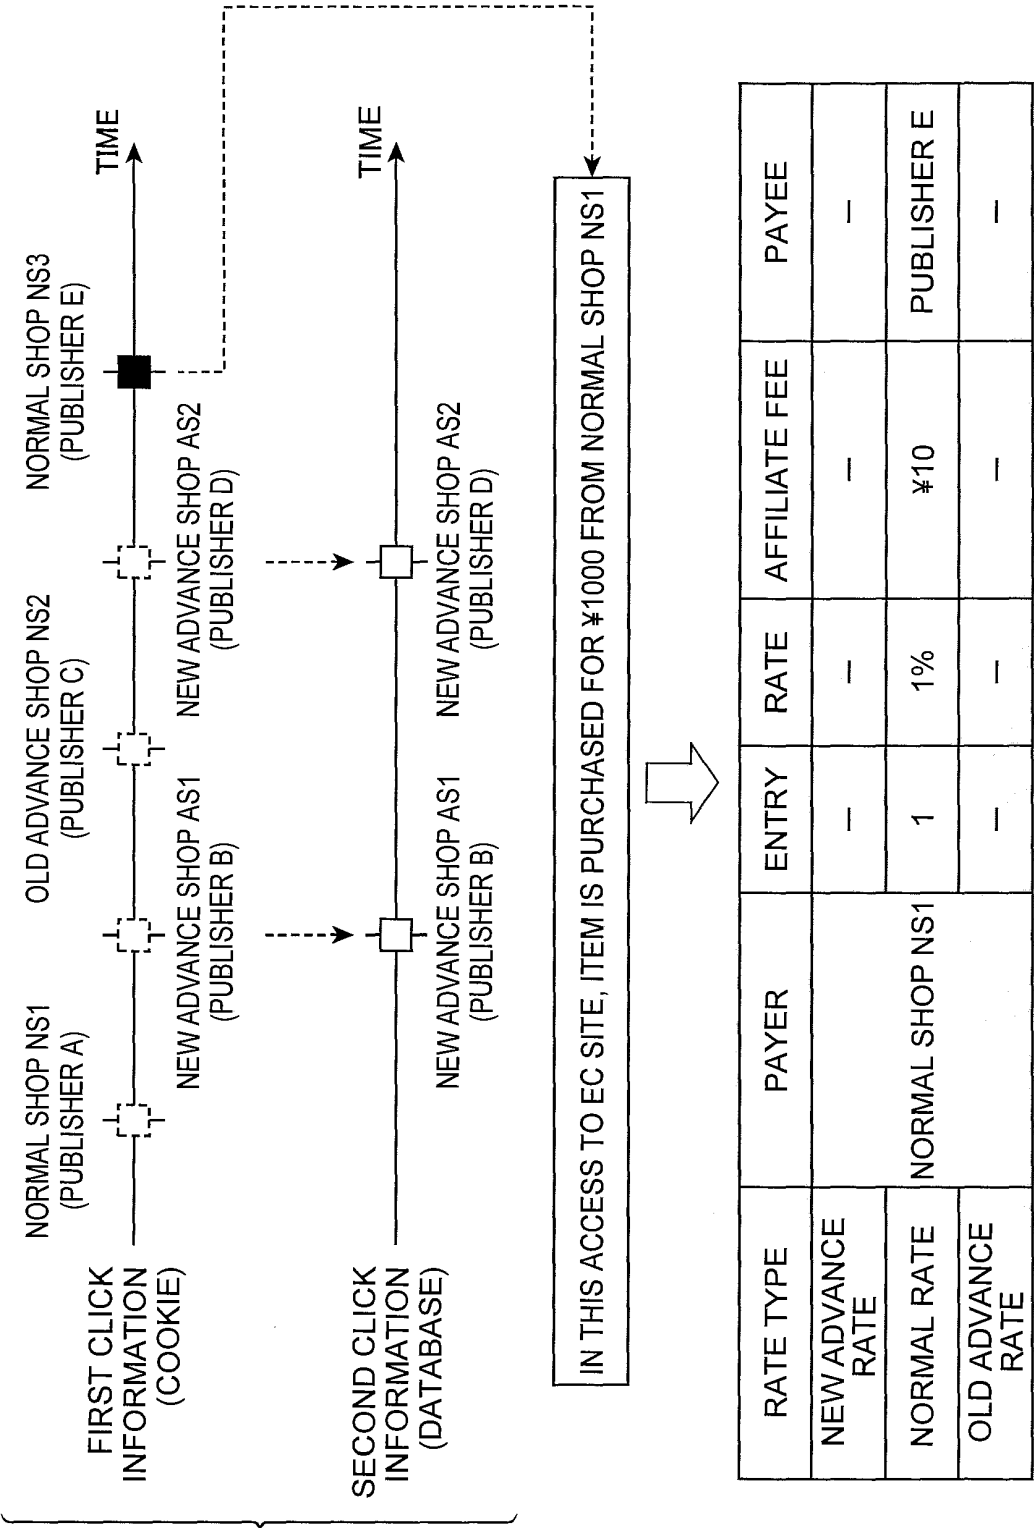 FIRST CLICK
INFORMATION
(COOKIE)
NORMAL SHOP NS1
(PUBLISHER A)
NEW ADVANCE SHOP AS1
(PUBLISHER B)
OLD ADVANCE SHOP NS2
(PUBLISHER C)
NEW ADVANCE SHOP AS2
(PUBLISHER D)
NORMAL SHOP NS3
(PUBLISHER E)
TIME
SECOND CLICK
INFORMATION
(DATABASE)
NEW ADVANCE SHOP AS1
(PUBLISHER B)
NEW ADVANCE SHOP AS2
(PUBLISHER D)
TIME
IN THIS ACCESS TO EC SITE, ITEM IS PURCHASED FOR ¥1000 FROM NORMAL SHOP NS1
RATE TYPE PAYER ENTRY RATE AFFILIATE FEE PAYEE
NEW ADVANCE
RATE
– – – –
NORMAL RATE NORMAL SHOP NS1 1 1% ¥10 PUBLISHER E
OLD ADVANCE
RATE
– – – –